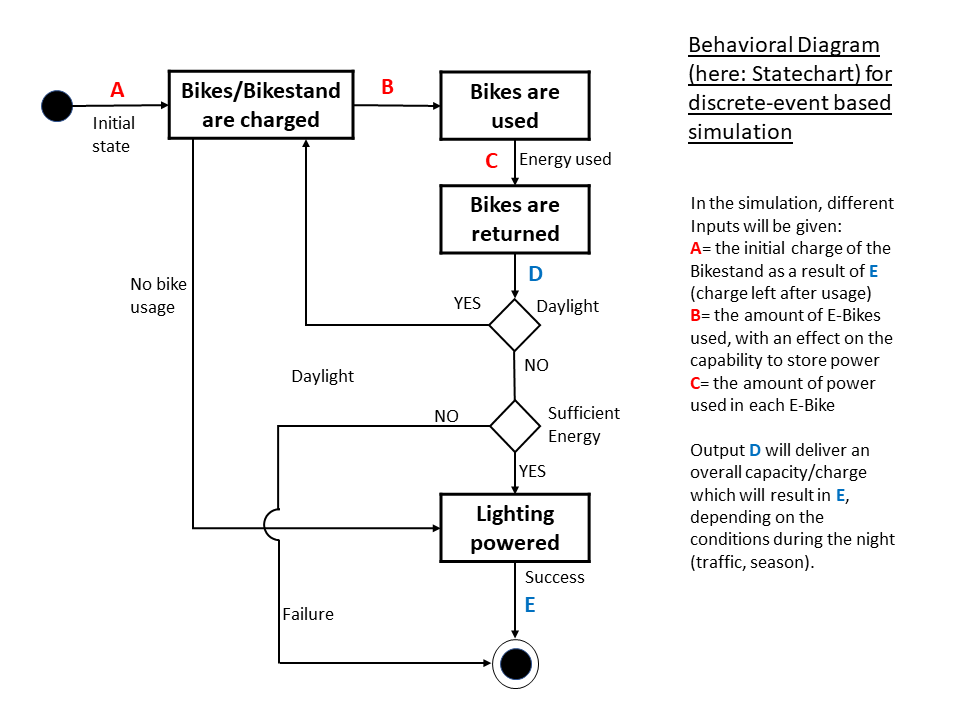 Behavioral Diagram
(here: Statechart) for
discrete-event based
simulation
A
Initial
state
Bikes/Bikestand
are charged
B
Bikes are
used
C
Energy used
Bikes are
returned
D
No bike
usage
YES
Daylight
NO
Daylight
NO
Sufficient
Energy
YES
Lighting
powered
Success
E
Failure
In the simulation, different
Inputs will be given:
A= the initial charge of the
Bikestand as a result of E
(charge left after usage)
B= the amount of E-Bikes
used, with an effect on the
capability to store power
C= the amount of power
used in each E-Bike
Output D will deliver an
overall capacity/charge
which will result in E,
depending on the
conditions during the night
(traffic, season).